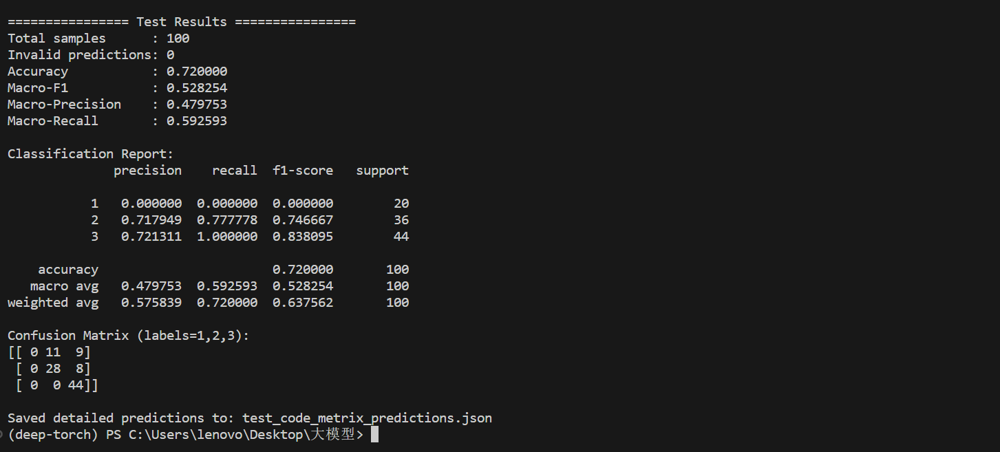 ================ Test Results ================
Total samples      : 100
Invalid predictions: 0
Accuracy           : 0.720000
Macro-F1           : 0.528254
Macro-Precision    : 0.479753
Macro-Recall       : 0.592593
Classification Report:
              precision    recall  f1-score   support
           1   0.000000  0.000000  0.000000        20
           2   0.717949  0.777778  0.746667        36
           3   0.721311  1.000000  0.838095        44
    accuracy                       0.720000       100
   macro avg   0.479753  0.592593  0.528254       100
weighted avg   0.575839  0.720000  0.637562       100
Confusion Matrix (labels=1,2,3):
[[ 0 11  9]
 [ 0 28  8]
 [ 0  0 44]]
Saved detailed predictions to: test_code_metrix_predictions.json
(deep-torch) PS C:\Users\lenovo\Desktop\大模型>